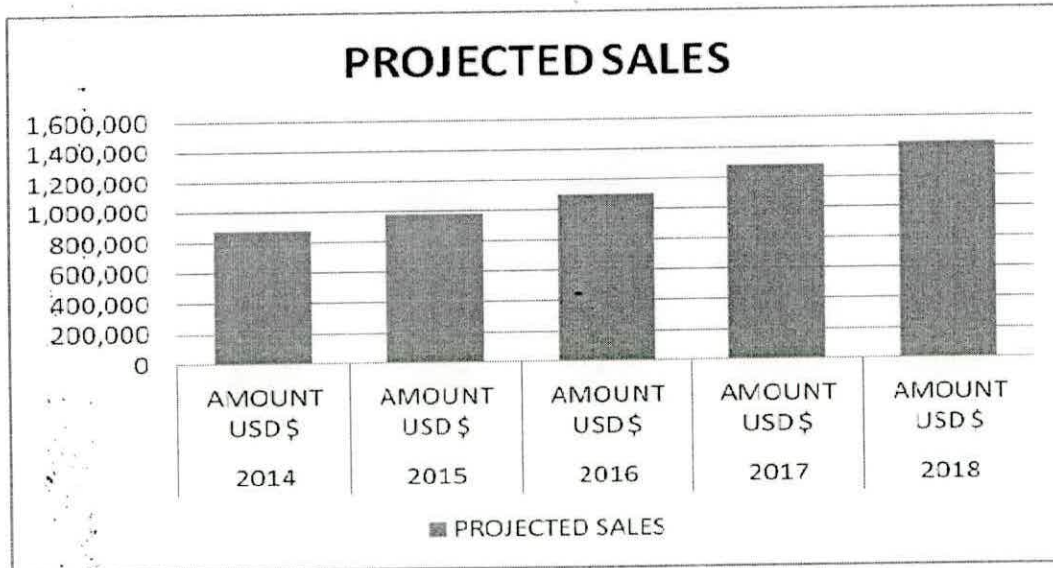 PROJECTED SALES
1,600,000
1,400,000
1,200,000
1,000,000
800,000
600,000
400,000
200,000
0
AMOUNT USD $ 2014
AMOUNT USD $ 2015
AMOUNT USD $ 2016
AMOUNT USD $ 2017
AMOUNT USD $ 2018
PROJECTED SALES